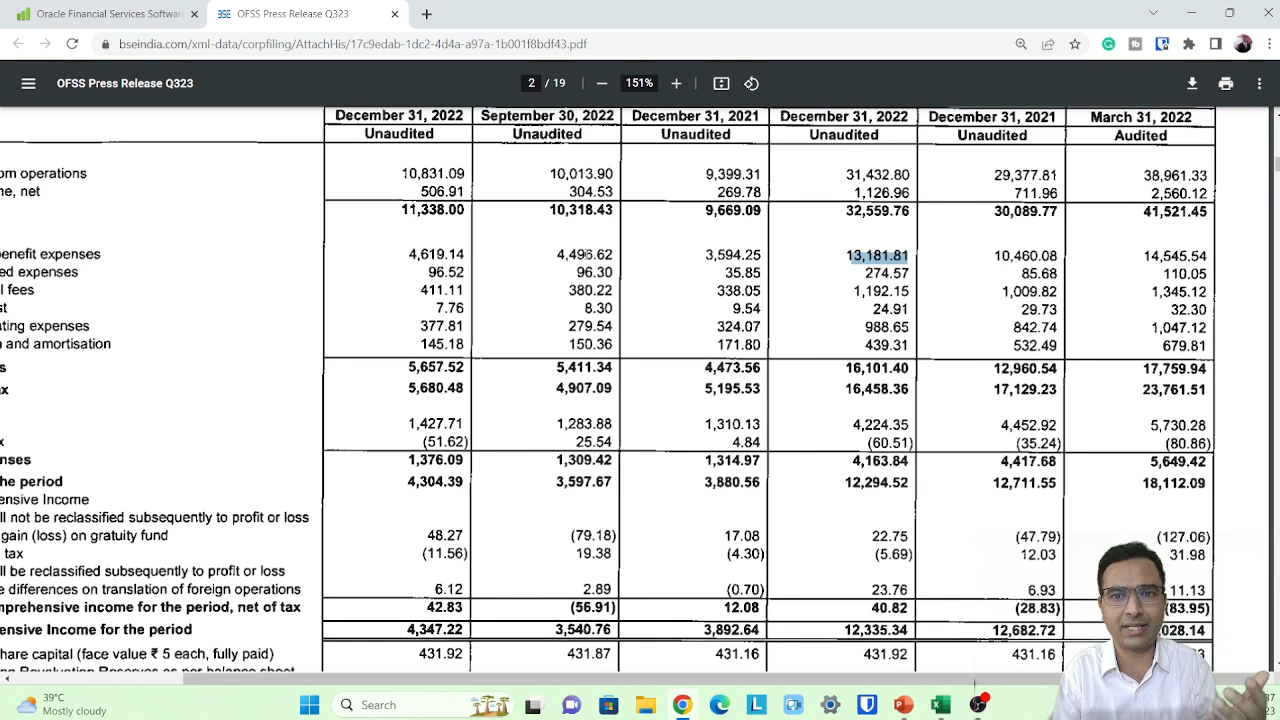 Oracle Financial Services Softwar
OFSS Press Release Q323
bseindia.com/xml-data/corpfiling/AttachHis/17c9edab-1dc2-4d4a-a97a-1b001f8bdf43.pdf
OFSS Press Release Q323 2 / 19 151%
December 31, 2022 September 30, 2022 December 31, 2021 December 31, 2022 December 31, 2021 March 31, 2022
Unaudited Unaudited Unaudited Unaudited Unaudited Audited
om operations 10,831.09 10,013.90 9,399.31 31,432.80 29,377.81 38,961.33
ne, net 506.91 304.53 269.78 1,126.96 711.96 2,560.12
11,338.00 10,318.43 9,669.09 32,559.76 30,089.77 41,521.45
benefit expenses 4,619.14 4,496.62 3,594.25 13,181.81 10,460.08 14,545.54
ed expenses 96.52 96.30 35.85 274.57 85.68 110.05
l fees 411.11 380.22 338.05 1,192.15 1,009.82 1,345.12
t 7.76 8.30 9.54 24.91 29.73 32.30
ating expenses 377.81 279.54 324.07 988.65 842.74 1,047.12
n and amortisation 145.18 150.36 171.80 439.31 532.49 679.81
s 5,657.52 5,411.34 4,473.56 16,101.40 12,960.54 17,759.94
x 5,680.48 4,907.09 5,195.53 16,458.36 17,129.23 23,761.51
1,427.71 1,283.88 1,310.13 4,224.35 4,452.92 5,730.28
x (51.62) 25.54 4.84 (60.51) (35.24) (80.86)
nses 1,376.09 1,309.42 1,314.97 4,163.84 4,417.68 5,649.42
the period 4,304.39 3,597.67 3,880.56 12,294.52 12,711.55 18,112.09
ensive Income
ll not be reclassified subsequently to profit or loss
gain (loss) on gratuity fund 48.27 (79.18) 17.08 22.75 (47.79) (127.06)
tax (11.56) 19.38 (4.30) (5.69) 12.03 31.98
ll be reclassified subsequently to profit or loss
e differences on translation of foreign operations 6.12 2.89 (0.70) 23.76 6.93 11.13
mprehensive income for the period, net of tax 42.83 (56.91) 12.08 40.82 (28.83) (83.95)
ensive Income for the period 4,347.22 3,540.76 3,892.64 12,335.34 12,682.72 028.14
hare capital (face value ₹ 5 each, fully paid) 431.92 431.87 431.16 431.92 431.16
39°C
Mostly cloudy
Search